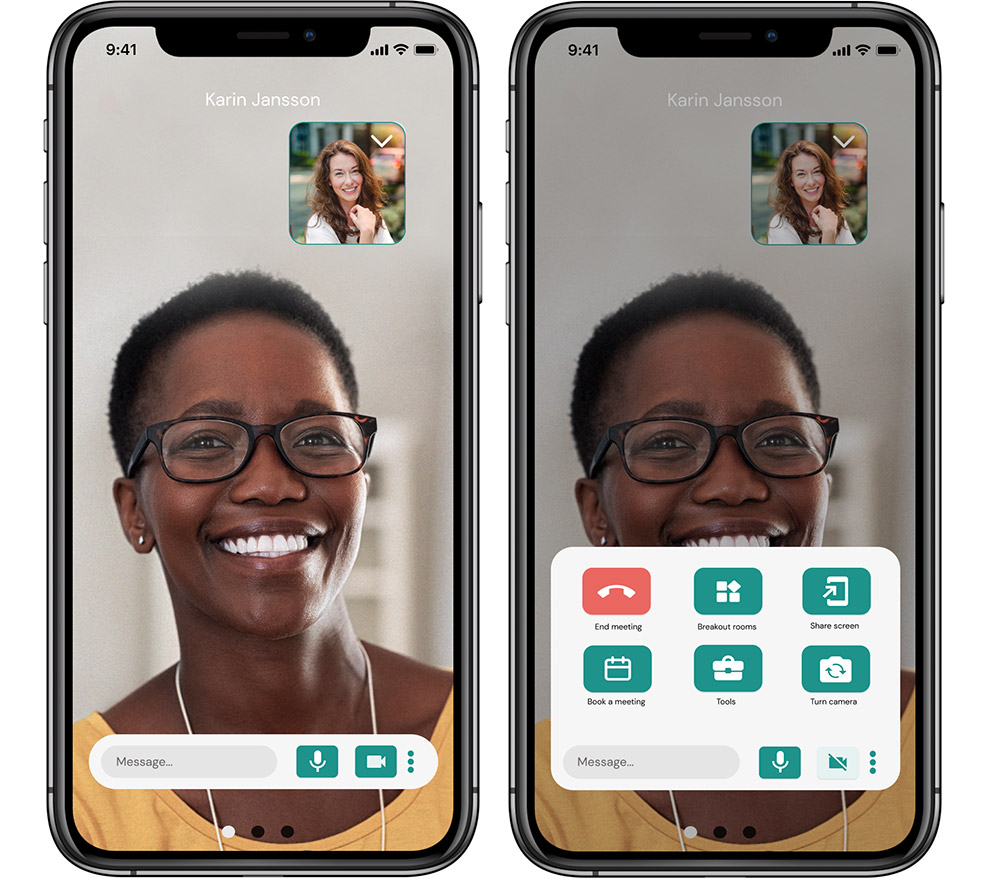 9:41
Karin Jansson
Message...
9:41
Karin Jansson
End meeting
Breakout rooms
Share screen
Book a meeting
Tools
Turn camera
Message...